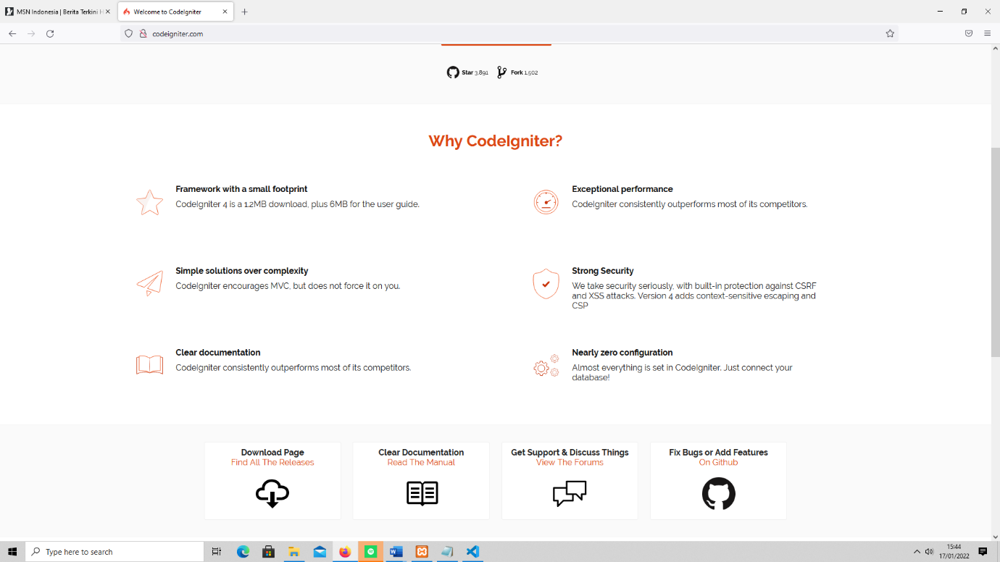 MSN Indonesia | Berita Terkini H
Welcome to CodeIgniter
codeigniter.com
Star 3,891
Fork 1,502
Why CodeIgniter?
Framework with a small footprint
CodeIgniter 4 is a 1.2MB download, plus 6MB for the user guide.
Exceptional performance
CodeIgniter consistently outperforms most of its competitors.
Simple solutions over complexity
CodeIgniter encourages MVC, but does not force it on you.
Strong Security
We take security seriously, with built-in protection against CSRF
and XSS attacks. Version 4 adds context-sensitive escaping and
CSP
Clear documentation
CodeIgniter consistently outperforms most of its competitors.
Nearly zero configuration
Almost everything is set in CodeIgniter. Just connect your
database!
Download Page
Find All The Releases
Clear Documentation
Read The Manual
Get Support & Discuss Things
View The Forums
Fix Bugs or Add Features
On Github
Type here to search
15:44
17/01/2022